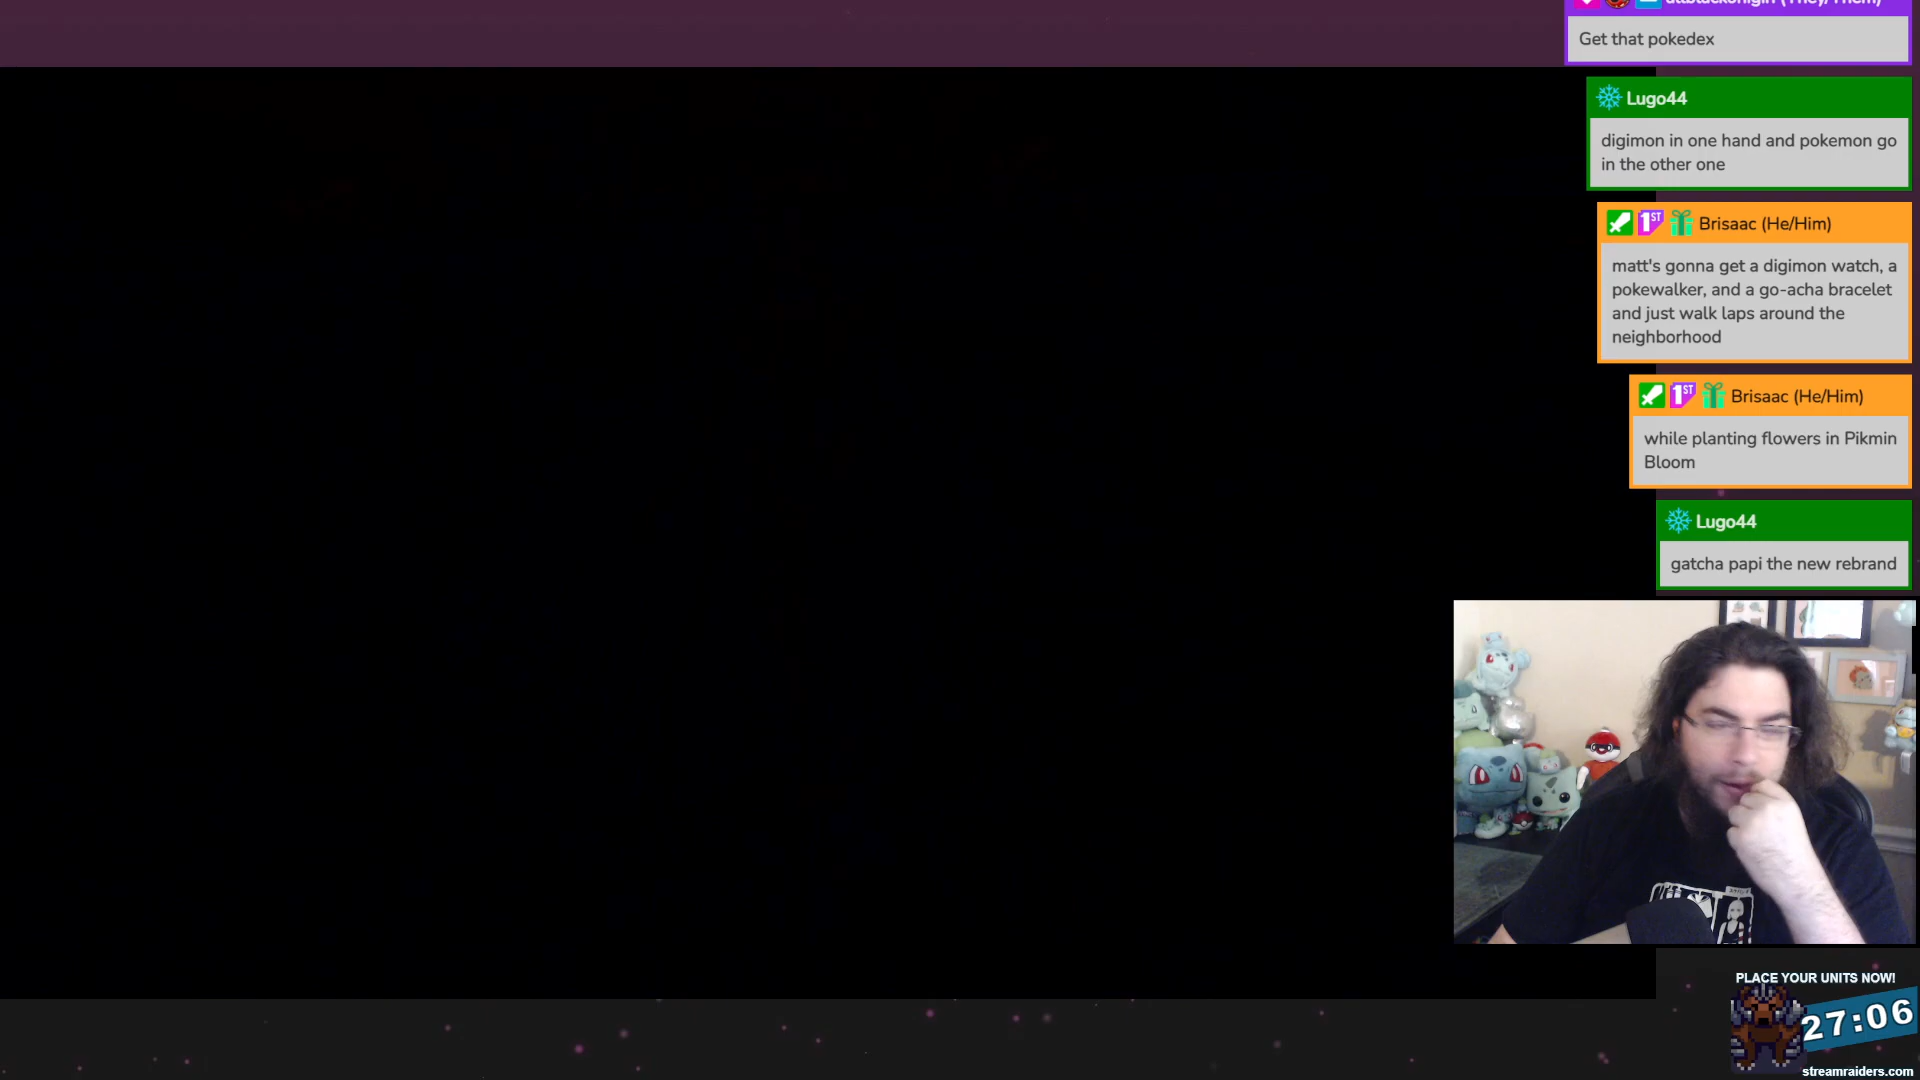 Get that pokedex
Lugo44
digimon in one hand and pokemon go
in the other one
1ST Brisaac (He/Him)
matt's gonna get a digimon watch, a
pokewalker, and a go-acha bracelet
and just walk laps around the
neighborhood
1ST Brisaac (He/Him)
while planting flowers in Pikmin
Bloom
Lugo44
gatcha papi the new rebrand
PLACE YOUR UNITS NOW!
27:06
streamraiders.com